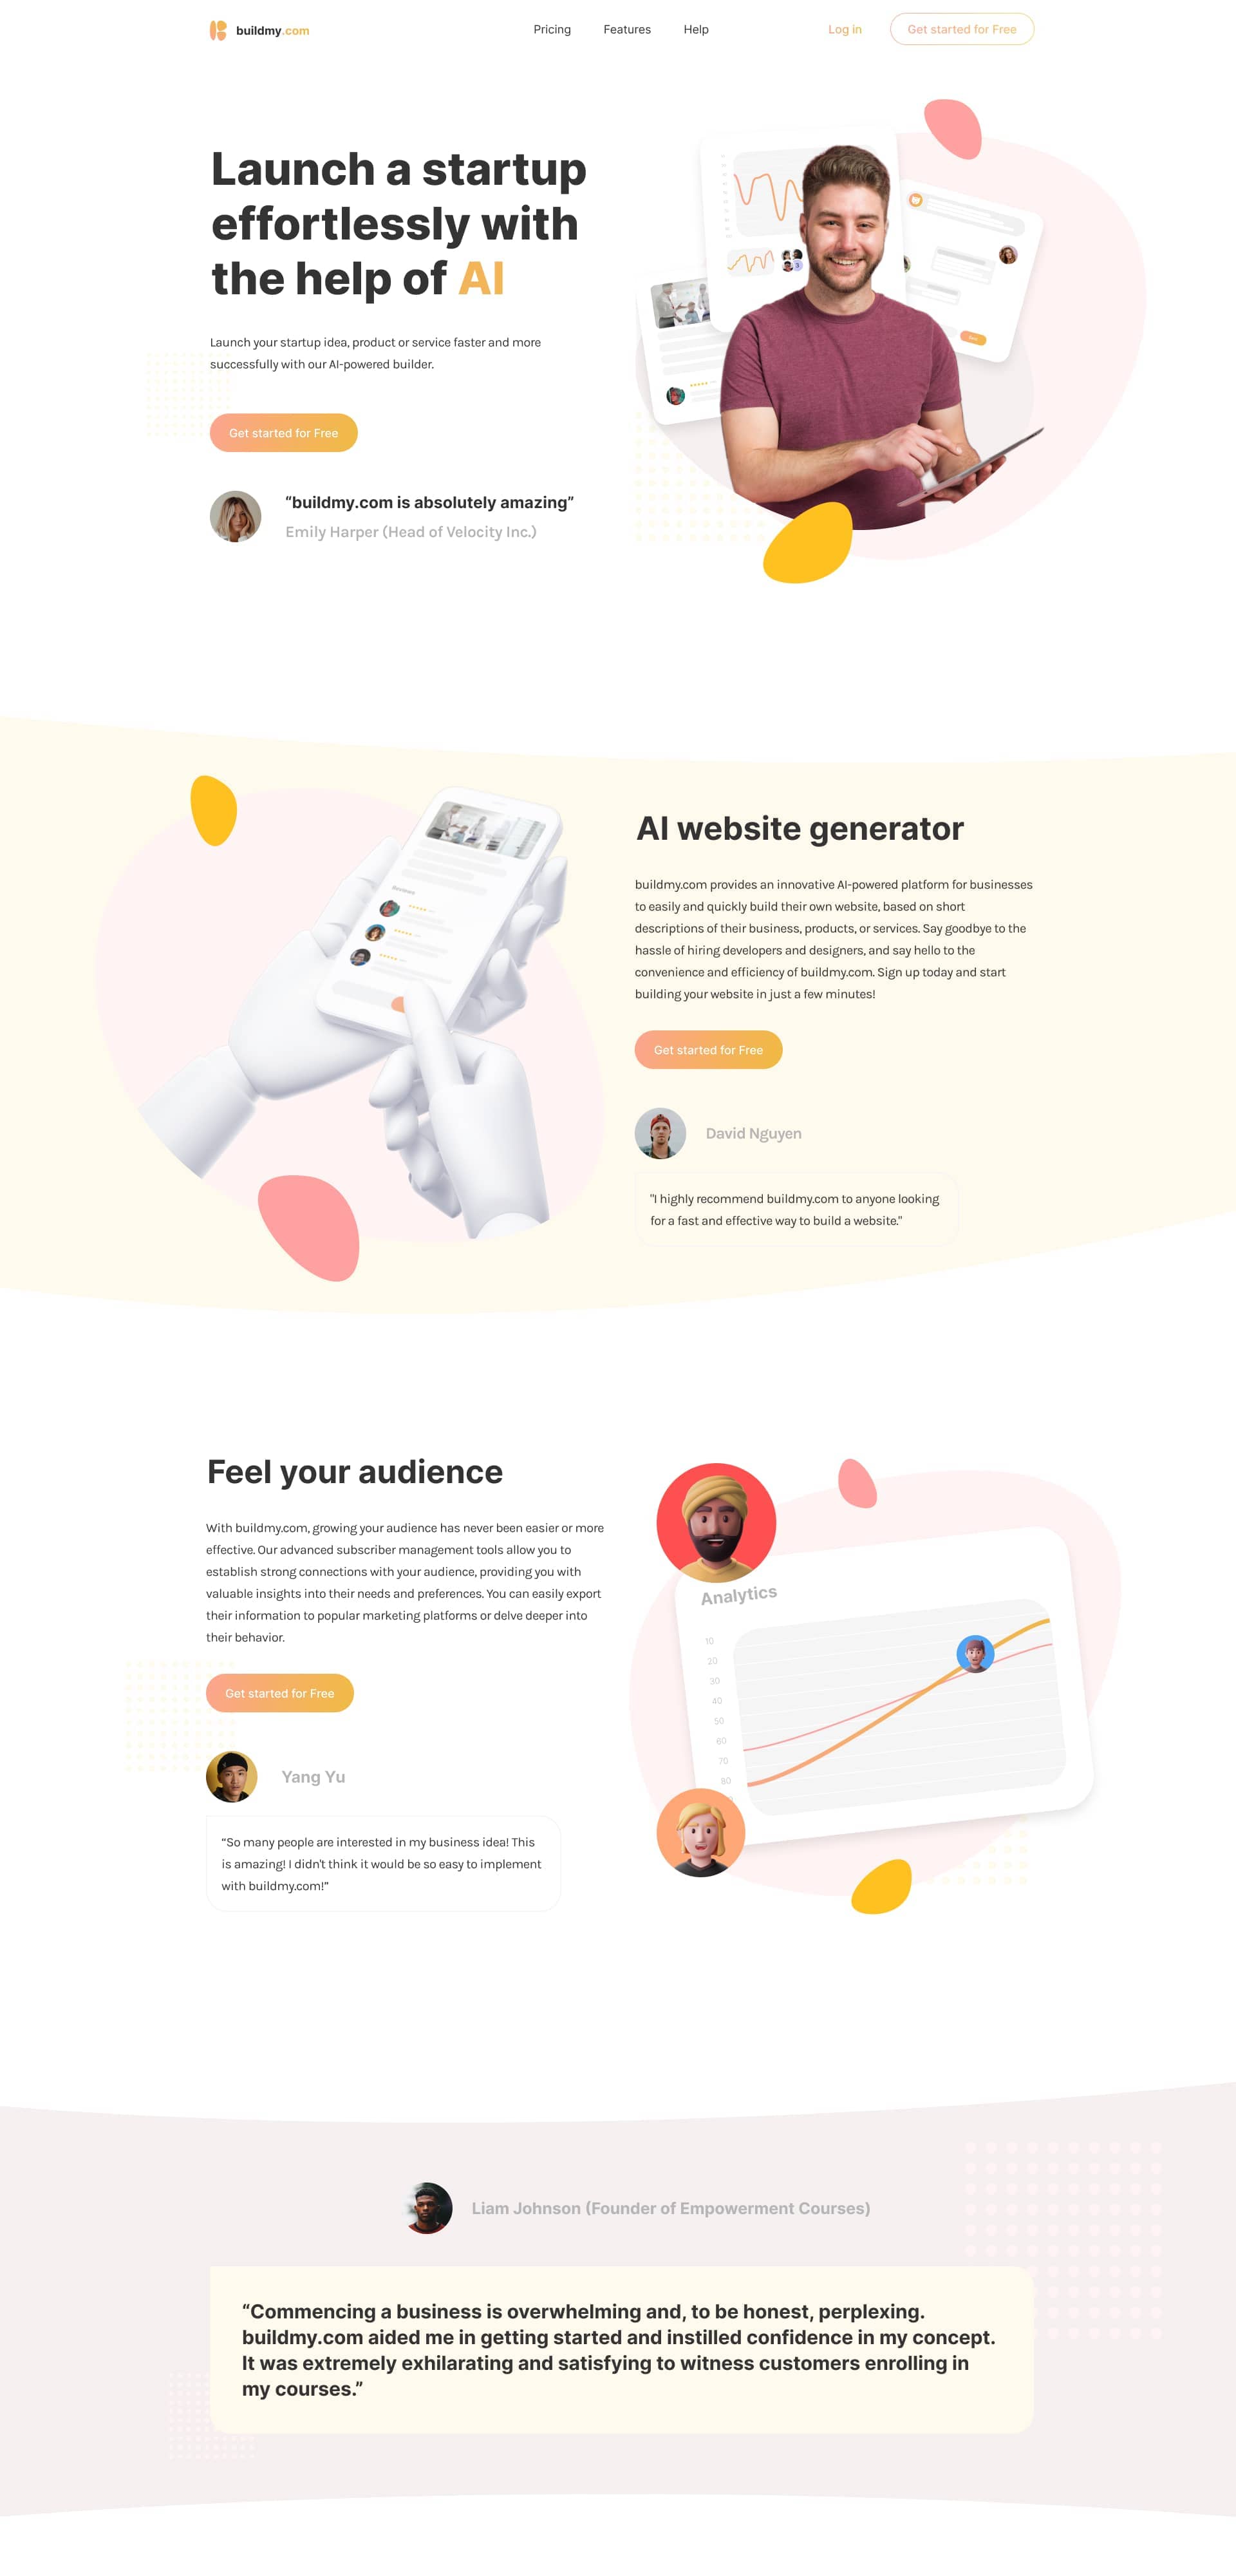 buildmy.com
Pricing Features Help
Log in
Get started for Free
Launch a startup
effortlessly with
the help of AI
Launch your startup idea, product or service faster and more
successfully with our AI-powered builder.
Get started for Free
“buildmy.com is absolutely amazing”
Emily Harper (Head of Velocity Inc.)
Reviews
AI website generator
buildmy.com provides an innovative AI-powered platform for businesses
to easily and quickly build their own website, based on short
descriptions of their business, products, or services. Say goodbye to the
hassle of hiring developers and designers, and say hello to the
convenience and efficiency of buildmy.com. Sign up today and start
building your website in just a few minutes!
Get started for Free
David Nguyen
"I highly recommend buildmy.com to anyone looking
for a fast and effective way to build a website."
Feel your audience
With buildmy.com, growing your audience has never been easier or more
effective. Our advanced subscriber management tools allow you to
establish strong connections with your audience, providing you with
valuable insights into their needs and preferences. You can easily export
their information to popular marketing platforms or delve deeper into
their behavior.
Get started for Free
Yang Yu
“So many people are interested in my business idea! This
is amazing! I didn't think it would be so easy to implement
with buildmy.com!”
Analytics
10
20
30
40
50
60
70
80
Liam Johnson (Founder of Empowerment Courses)
“Commencing a business is overwhelming and, to be honest, perplexing.
buildmy.com aided me in getting started and instilled confidence in my concept.
It was extremely exhilarating and satisfying to witness customers enrolling in
my courses.”